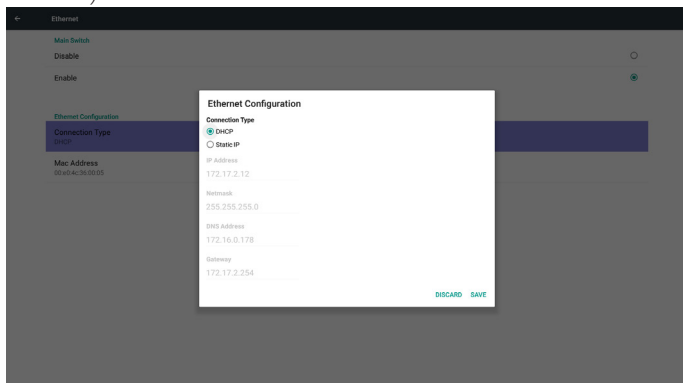 Ethernet
Main Switch
Disable
Enable
Ethernet Configuration
Connection Type
DHCP
Mac Address
00:e0:4c:36:00:05
Ethernet Configuration
Connection Type
DHCP
Static IP
IP Address
172.17.2.12
Netmask
255.255.255.0
DNS Address
172.16.0.178
Gateway
172.17.2.254
DISCARD SAVE